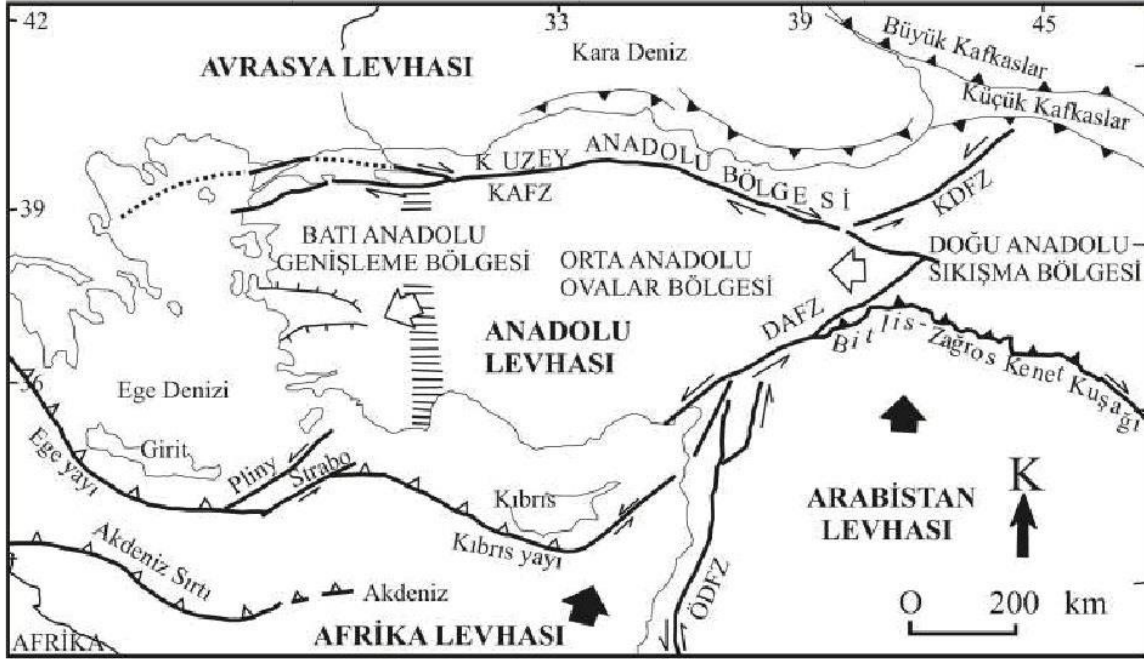 42
33
39
45
Büyük Kafkaslar
Kara Deniz
AVRASYA LEVHASI
Küçük Kafkaslar
KUZEY ANADOLU BÖLGESİ
KAFZ
39
KDFZ
BATI ANADOLU
GENİŞLEME BÖLGESİ
ORTA ANADOLU
OVALAR BÖLGESİ
DOĞU ANADOLU
SIKIŞMA BÖLGESİ
DAFZ
ANADOLU
LEVHASI
Bitlis-Zağros Kenet Kuşağı
36
Ege Denizi
Girit
Ege yayı
Pliny
Strabo
Kıbrıs
Kıbrıs yayı
ARABİSTAN
LEVHASI
K
Akdeniz Sırtı
Akdeniz
ÖDFZ
O 200 km
AFRİKA
AFRİKA LEVHASI